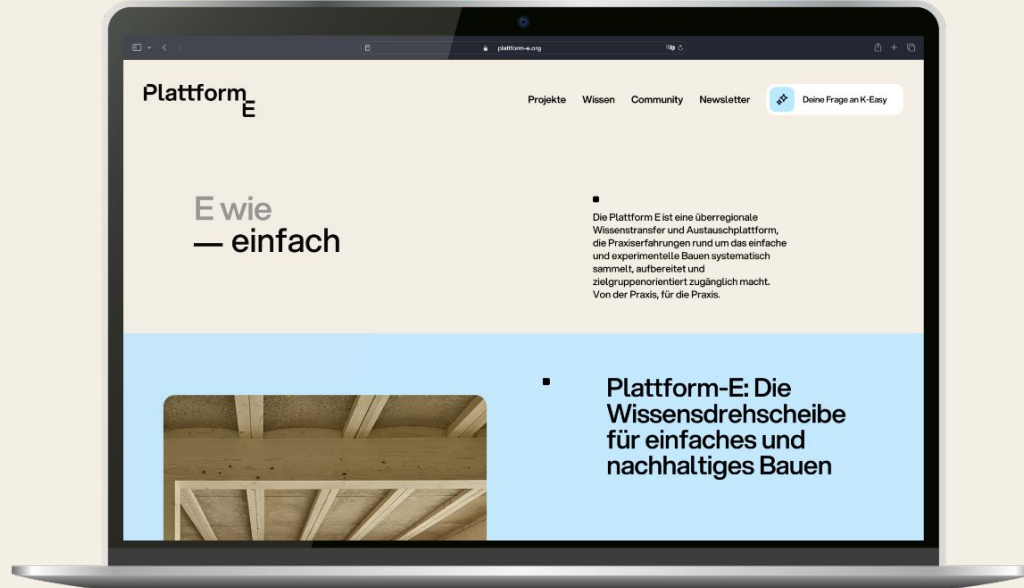 plattform-e.org
Plattform
E
Projekte Wissen Community Newsletter Deine Frage an K-Easy
E wie
— einfach
Die Plattform E ist eine überregionale
Wissenstransfer und Austauschplattform,
die Praxiserfahrungen rund um das einfache
und experimentelle Bauen systematisch
sammelt, aufbereitet und
zielgruppenorientiert zugänglich macht.
Von der Praxis, für die Praxis.
Plattform-E: Die
Wissensdrehscheibe
für einfaches und
nachhaltiges Bauen